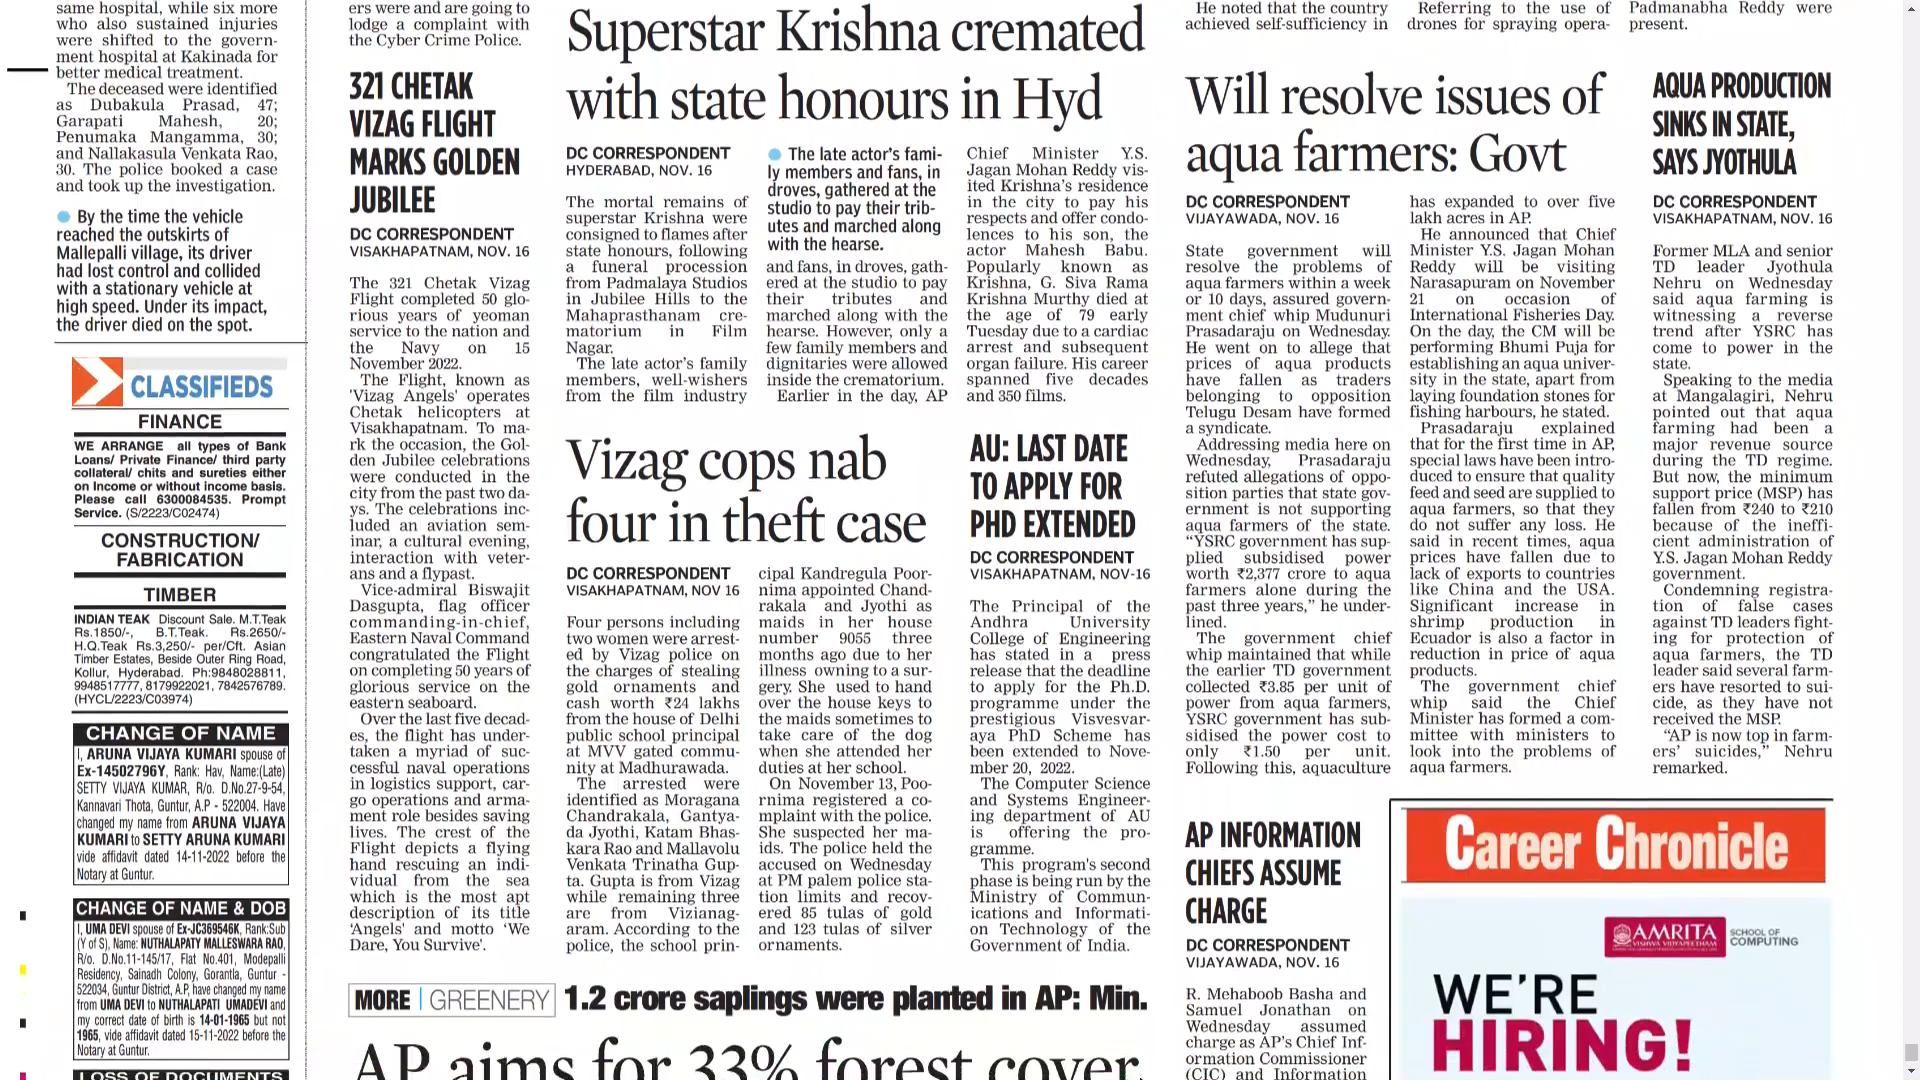 same hospital, while six more
who also sustained injuries
were shifted to the govern-
ment hospital at Kakinada for
better medical treatment.
The deceased were identified
as Dubakula Prasad, 47;
Garapati Mahesh, 20;
Penumaka Mangamma, 30;
and Nallakasula Venkata Rao,
30. The police booked a case
and took up the investigation.
By the time the vehicle
reached the outskirts of
Mallepalli village, its driver
had lost control and collided
with a stationary vehicle at
high speed. Under its impact,
the driver died on the spot.
CLASSIFIEDS
FINANCE
WE ARRANGE all types of Bank
Loans/ Private Finance/ third party
collateral/ chits and sureties either
on Income or without income basis.
Please call 6300084535. Prompt
Service. (S/2223/C02474)
CONSTRUCTION/
FABRICATION
TIMBER
INDIAN TEAK Discount Sale. M.T.Teak
Rs.1850/-, B.T.Teak. Rs.2650/-
H.Q.Teak Rs.3,250/- per/Cft. Asian
Timber Estates, Beside Outer Ring Road,
Kollur, Hyderabad. Ph:9848028811,
9948517777, 8179922021, 7842576789.
(HYCL/2223/C03974)
CHANGE OF NAME
I, ARUNA VIJAYA KUMARI spouse of
Ex-14502796Y, Rank: Hav, Name:(Late)
SETTY VIJAYA KUMAR, R/o. D.No.27-9-54,
Kannavari Thota, Guntur, A.P - 522004. Have
changed my name from ARUNA VIJAYA
KUMARI to SETTY ARUNA KUMARI
vide affidavit dated 14-11-2022 before the
Notary at Guntur.
CHANGE OF NAME & DOB
I, UMA DEVI spouse of Ex-JC369546K, Rank:Sub
(Y of S), Name: NUTHALAPATY MALLESWARA RAO,
R/o. D.No.11-145/17, Flat No.401, Modepalli
Residency, Sainadh Colony, Gorantla, Guntur -
522034, Guntur District, A.P, have changed my name
from UMA DEVI to NUTHALAPATI UMADEVI and
my correct date of birth is 14-01-1965 but not
1965, vide affidavit dated 15-11-2022 before the
Notary at Guntur.
LOSS OF DOCUMENTS
ers were and are going to
lodge a complaint with
the Cyber Crime Police.
321 CHETAK
VIZAG FLIGHT
MARKS GOLDEN
JUBILEE
DC CORRESPONDENT
VISAKHAPATNAM, NOV. 16
The 321 Chetak Vizag
Flight completed 50 glo-
rious years of yeoman
service to the nation and
the Navy on 15
November 2022.
The Flight, known as
'Vizag Angels' operates
Chetak helicopters at
Visakhapatnam. To ma-
rk the occasion, the Gol-
den Jubilee celebrations
were conducted in the
city from the past two da-
ys. The celebrations inc-
luded an aviation sem-
inar, a cultural evening,
interaction with veter-
ans and a flypast.
Vice-admiral Biswajit
Dasgupta, flag officer
commanding-in-chief,
Eastern Naval Command
congratulated the Flight
on completing 50 years of
glorious service on the
eastern seaboard.
Over the last five decad-
es, the flight has under-
taken a myriad of suc-
cessful naval operations
in logistics support, car-
go operations and arma-
ment role besides saving
lives. The crest of the
Flight depicts a flying
hand rescuing an indi-
vidual from the sea
which is the most apt
description of its title
'Angels' and motto 'We
Dare, You Survive'.
Superstar Krishna cremated
with state honours in Hyd
DC CORRESPONDENT
HYDERABAD, NOV. 16
The mortal remains of
superstar Krishna were
consigned to flames after
state honours, following
a funeral procession
from Padmalaya Studios
in Jubilee Hills to the
Mahaprasthanam cre-
matorium in Film
Nagar.
The late actor's family
members, well-wishers
from the film industry
The late actor's fami-
ly members and fans, in
droves, gathered at the
studio to pay their trib-
utes and marched along
with the hearse.
and fans, in droves, gath-
ered at the studio to pay
their tributes and
marched along with the
hearse. However, only a
few family members and
dignitaries were allowed
inside the crematorium.
Earlier in the day, AP
Chief Minister Y.S.
Jagan Mohan Reddy vis-
ited Krishna's residence
in the city to pay his
respects and offer condo-
lences to his son, the
actor Mahesh Babu.
Popularly known as
Krishna, G. Siva Rama
Krishna Murthy died at
the age of 79 early
Tuesday due to a cardiac
arrest and subsequent
organ failure. His career
spanned five decades
and 350 films.
Vizag cops nab
four in theft case
DC CORRESPONDENT
VISAKHAPATNAM, NOV 16
Four persons including
two women were arrest-
ed by Vizag police on
the charges of stealing
gold ornaments and
cash worth ₹24 lakhs
from the house of Delhi
public school principal
at MVV gated commu-
nity at Madhurawada.
The arrested were
identified as Moragana
Chandrakala, Gantya-
da Jyothi, Katam Bhas-
kara Rao and Mallavolu
Venkata Trinatha Gup-
ta. Gupta is from Vizag
while remaining three
are from Vizianag-
aram. According to the
police, the school prin-
cipal Kandregula Poor-
nima appointed Chand-
rakala and Jyothi as
maids in her house
number 9055 three
months ago due to her
illness owning to a sur-
gery. She used to hand
over the house keys to
the maids sometimes to
take care of the dog
when she attended her
duties at her school.
On November 13, Poo-
rnima registered a co-
mplaint with the police.
She suspected her ma-
ids. The police held the
accused on Wednesday
at PM palem police sta-
tion limits and recov-
ered 85 tulas of gold
and 123 tulas of silver
ornaments.
AU: LAST DATE
TO APPLY FOR
PHD EXTENDED
DC CORRESPONDENT
VISAKHAPATNAM, NOV-16
The Principal of the
Andhra University
College of Engineering
has stated in a press
release that the deadline
to apply for the Ph.D.
programme under the
prestigious Visvesvar-
aya PhD Scheme has
been extended to Nove-
mber 20, 2022.
The Computer Science
and Systems Engineer-
ing department of AU
is offering the pro-
gramme.
This program's second
phase is being run by the
Ministry of Commun-
ications and Informati-
on Technology of the
Government of India.
MORE | GREENERY 1.2 crore saplings were planted in AP: Min.
AP aims for 33% forest cover
He noted that the country
achieved self-sufficiency in
Referring to the use of
drones for spraying opera-
Padmanabha Reddy were
present.
Will resolve issues of
aqua farmers: Govt
DC CORRESPONDENT
VIJAYAWADA, NOV. 16
State government will
resolve the problems of
aqua farmers within a week
or 10 days, assured govern-
ment chief whip Mudunuri
Prasadaraju on Wednesday.
He went on to allege that
prices of aqua products
have fallen as traders
belonging to opposition
Telugu Desam have formed
a syndicate.
Addressing media here on
Wednesday, Prasadaraju
refuted allegations of oppo-
sition parties that state gov-
ernment is not supporting
aqua farmers of the state.
“YSRC government has sup-
plied subsidised power
worth ₹2,377 crore to aqua
farmers alone during the
past three years,” he under-
lined.
The government chief
whip maintained that while
the earlier TD government
collected ₹3.85 per unit of
power from aqua farmers,
YSRC government has sub-
sidised the power cost to
only ₹1.50 per unit.
Following this, aquaculture
has expanded to over five
lakh acres in AP.
He announced that Chief
Minister Y.S. Jagan Mohan
Reddy will be visiting
Narasapuram on November
21 on occasion of
International Fisheries Day.
On the day, the CM will be
performing Bhumi Puja for
establishing an aqua univer-
sity in the state, apart from
laying foundation stones for
fishing harbours, he stated.
Prasadaraju explained
that for the first time in AP,
special laws have been intro-
duced to ensure that quality
feed and seed are supplied to
aqua farmers, so that they
do not suffer any loss. He
said in recent times, aqua
prices have fallen due to
lack of exports to countries
like China and the USA.
Significant increase in
shrimp production in
Ecuador is also a factor in
reduction in price of aqua
products.
The government chief
whip said the Chief
Minister has formed a com-
mittee with ministers to
look into the problems of
aqua farmers.
AQUA PRODUCTION
SINKS IN STATE,
SAYS JYOTHULA
DC CORRESPONDENT
VISAKHAPATNAM, NOV. 16
Former MLA and senior
TD leader Jyothula
Nehru on Wednesday
said aqua farming is
witnessing a reverse
trend after YSRC has
come to power in the
state.
Speaking to the media
at Mangalagiri, Nehru
pointed out that aqua
farming had been a
major revenue source
during the TD regime.
But now, the minimum
support price (MSP) has
fallen from ₹240 to ₹210
because of the ineffi-
cient administration of
Y.S. Jagan Mohan Reddy
government.
Condemning registra-
tion of false cases
against TD leaders fight-
ing for protection of
aqua farmers, the TD
leader said several farm-
ers have resorted to sui-
cide, as they have not
received the MSP.
“AP is now top in farm-
ers’ suicides,” Nehru
remarked.
AP INFORMATION
CHIEFS ASSUME
CHARGE
DC CORRESPONDENT
VIJAYAWADA, NOV. 16
R. Mehaboob Basha and
Samuel Jonathan on
Wednesday assumed
charge as AP's Chief Inf-
ormation Commissioner
(CIC) and Information
Career Chronicle
AMRITA
VISHWA VIDYAPEETHAM
SCHOOL OF
COMPUTING
WE'RE
HIRING!